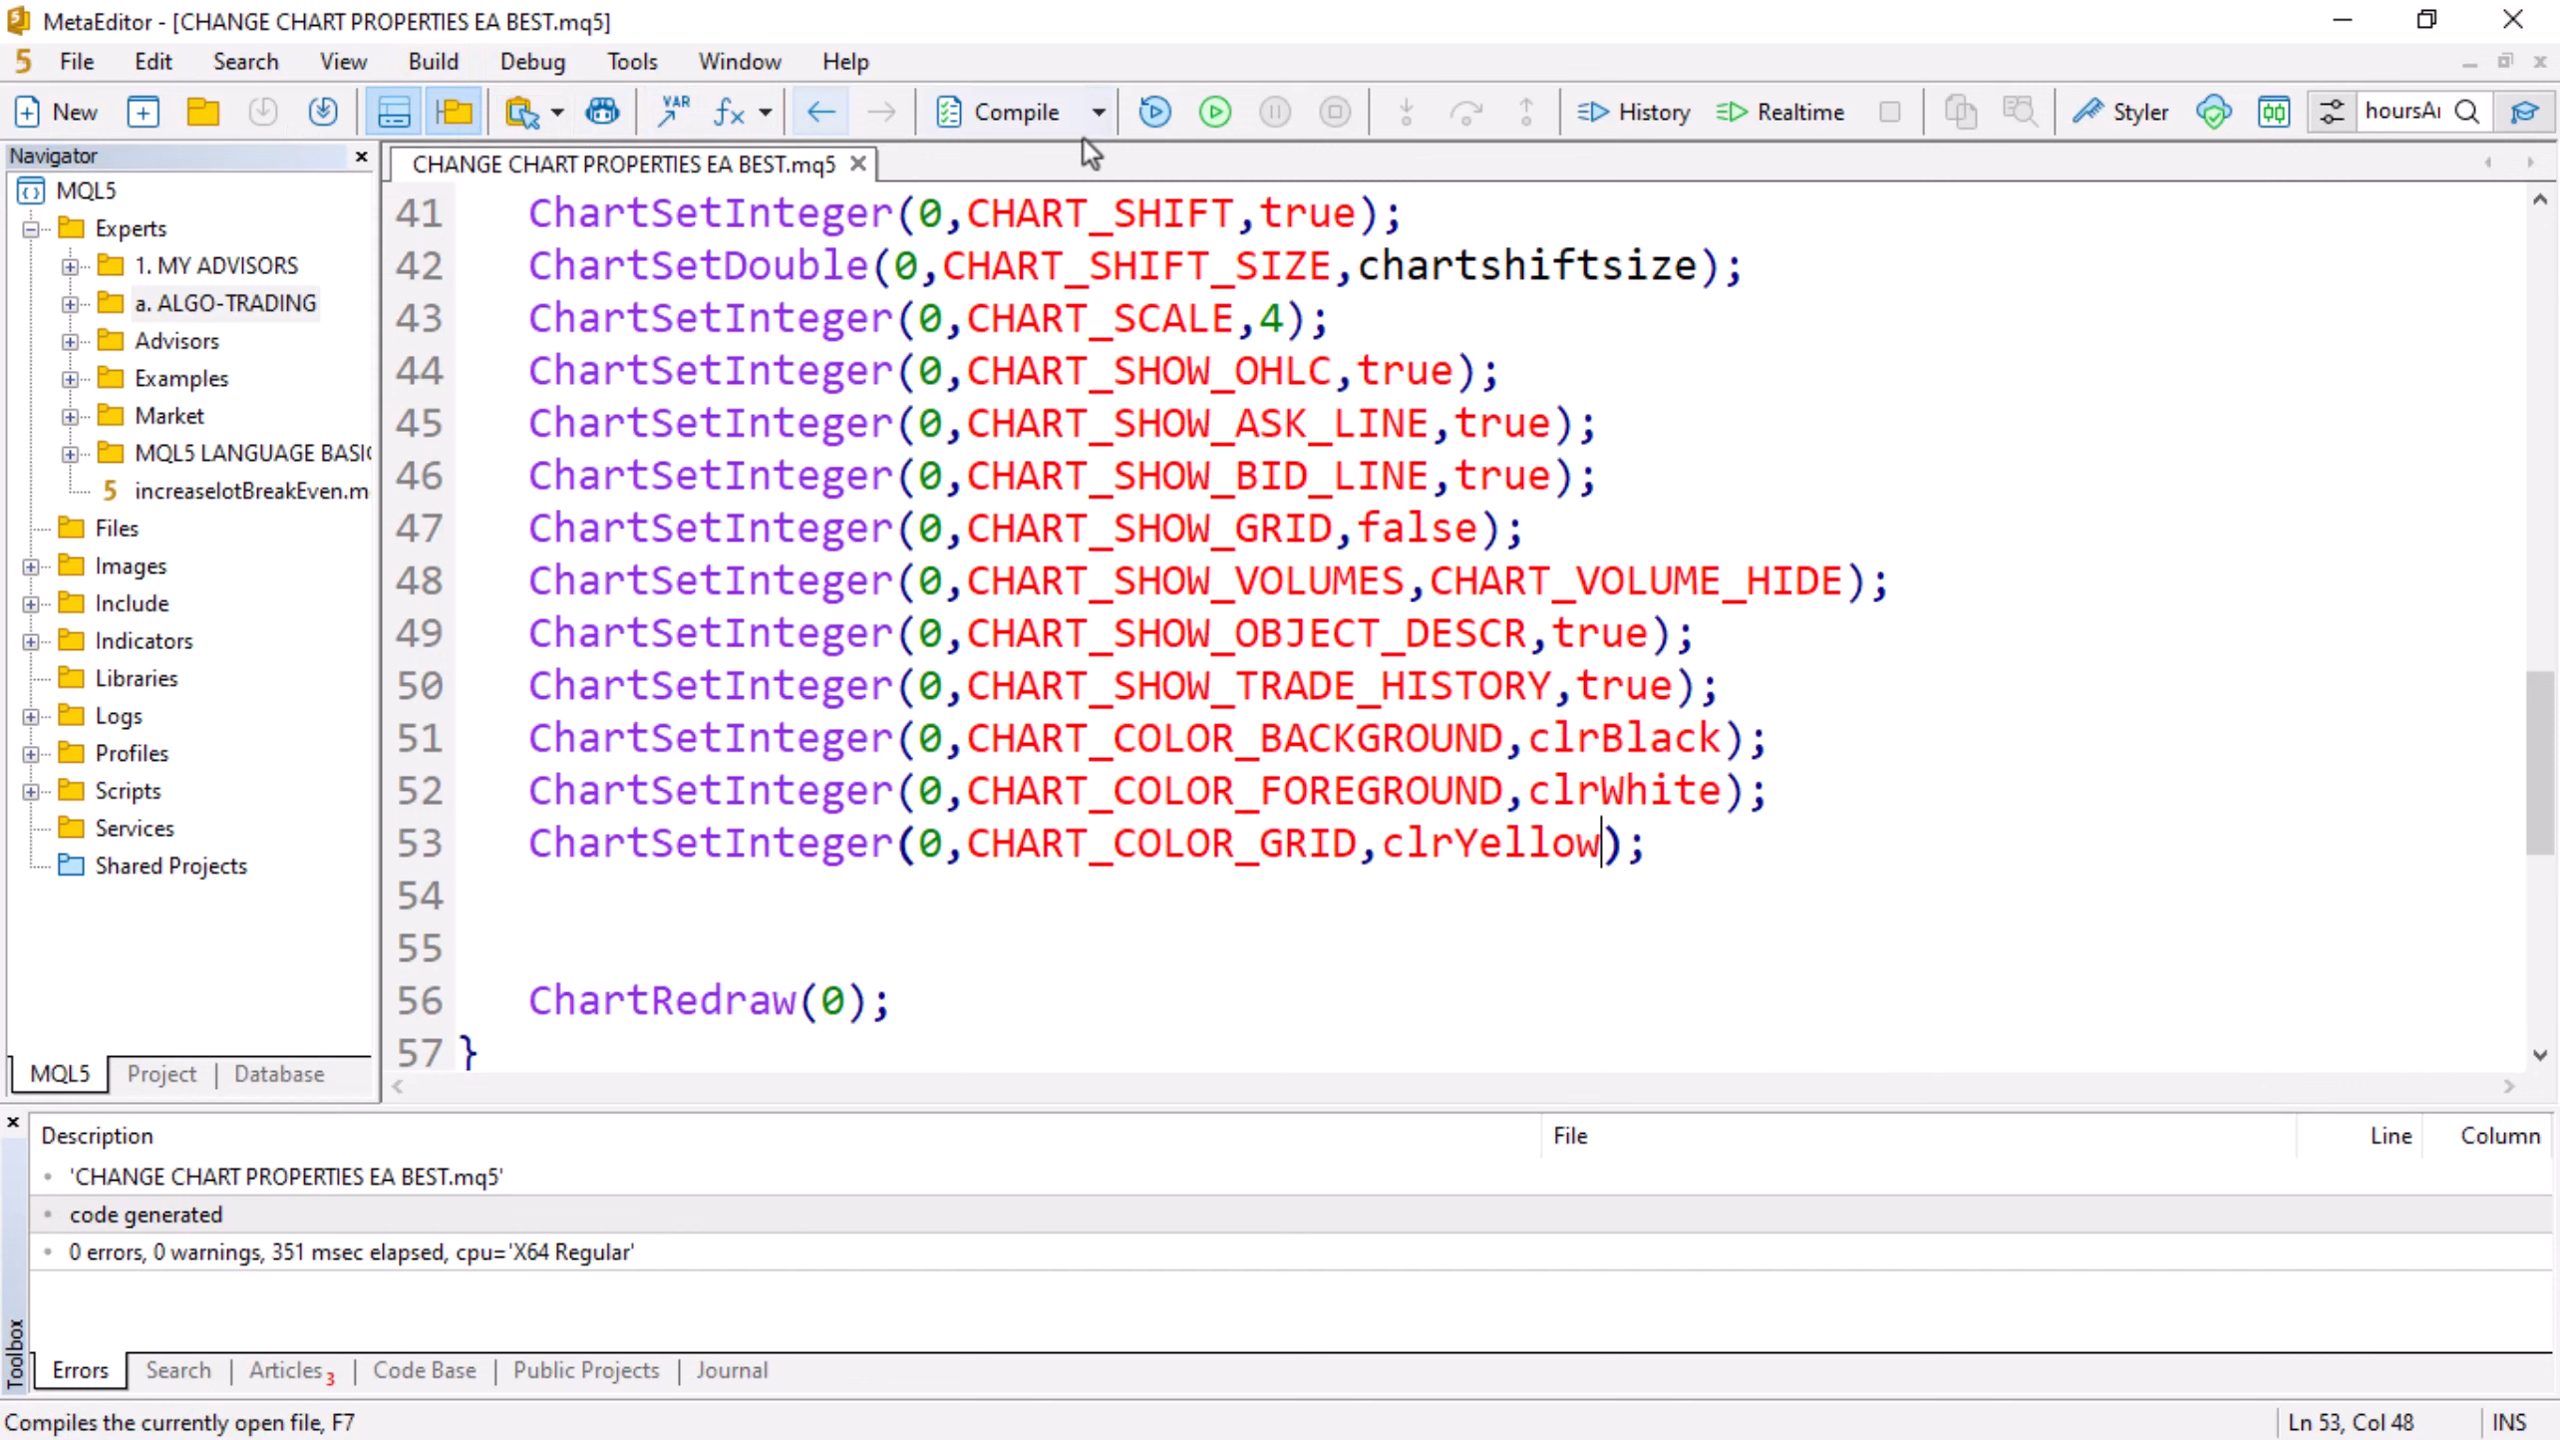 MetaEditor - [CHANGE CHART PROPERTIES EA BEST.mq5]
5 File Edit Search View Build Debug Tools Window Help
New VAR fx Compile History Realtime Styler hoursAr
Navigator
CHANGE CHART PROPERTIES EA BEST.mq5
MQL5
Experts
1. MY ADVISORS
a. ALGO-TRADING
Advisors
Examples
Market
MQL5 LANGUAGE BASIC
5 increaselotBreakEven.m
Files
Images
Include
Indicators
Libraries
Logs
Profiles
Scripts
Services
Shared Projects
MQL5 Project Database
41 ChartSetInteger(0,CHART_SHIFT,true);
42 ChartSetDouble(0,CHART_SHIFT_SIZE,chartshiftsize);
43 ChartSetInteger(0,CHART_SCALE,4);
44 ChartSetInteger(0,CHART_SHOW_OHLC,true);
45 ChartSetInteger(0,CHART_SHOW_ASK_LINE,true);
46 ChartSetInteger(0,CHART_SHOW_BID_LINE,true);
47 ChartSetInteger(0,CHART_SHOW_GRID,false);
48 ChartSetInteger(0,CHART_SHOW_VOLUMES,CHART_VOLUME_HIDE);
49 ChartSetInteger(0,CHART_SHOW_OBJECT_DESCR,true);
50 ChartSetInteger(0,CHART_SHOW_TRADE_HISTORY,true);
51 ChartSetInteger(0,CHART_COLOR_BACKGROUND,clrBlack);
52 ChartSetInteger(0,CHART_COLOR_FOREGROUND,clrWhite);
53 ChartSetInteger(0,CHART_COLOR_GRID,clrYellow);
54
55
56 ChartRedraw(0);
57 }
Description File Line Column
'CHANGE CHART PROPERTIES EA BEST.mq5'
code generated
0 errors, 0 warnings, 351 msec elapsed, cpu='X64 Regular'
Toolbox
Errors Search Articles 3 Code Base Public Projects Journal
Compiles the currently open file, F7 Ln 53, Col 48 INS